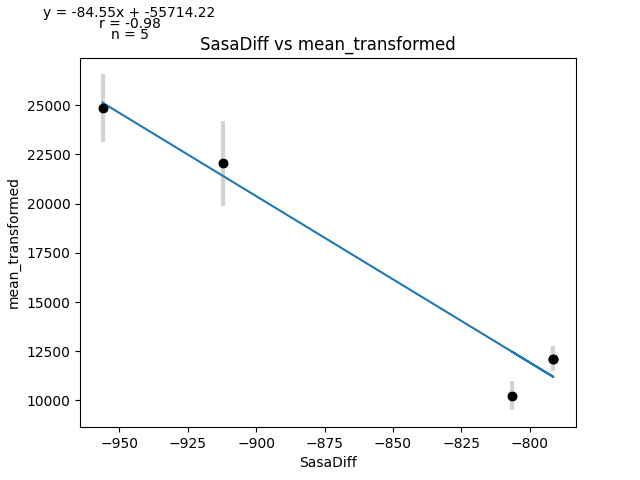 y = -84.55x + -55714.22
r = -0.98
n = 5
SasaDiff vs mean_transformed
25000
22500
20000
17500
15000
12500
10000
mean_transformed
−950 −925 −900 −875 −850 −825 −800
SasaDiff